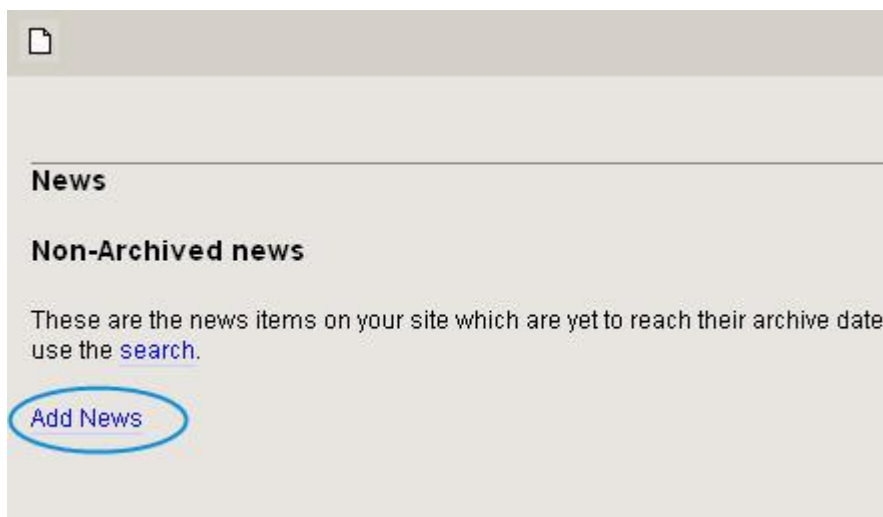 News
Non-Archived news
These are the news items on your site which are yet to reach their archive date
use the search.
Add News